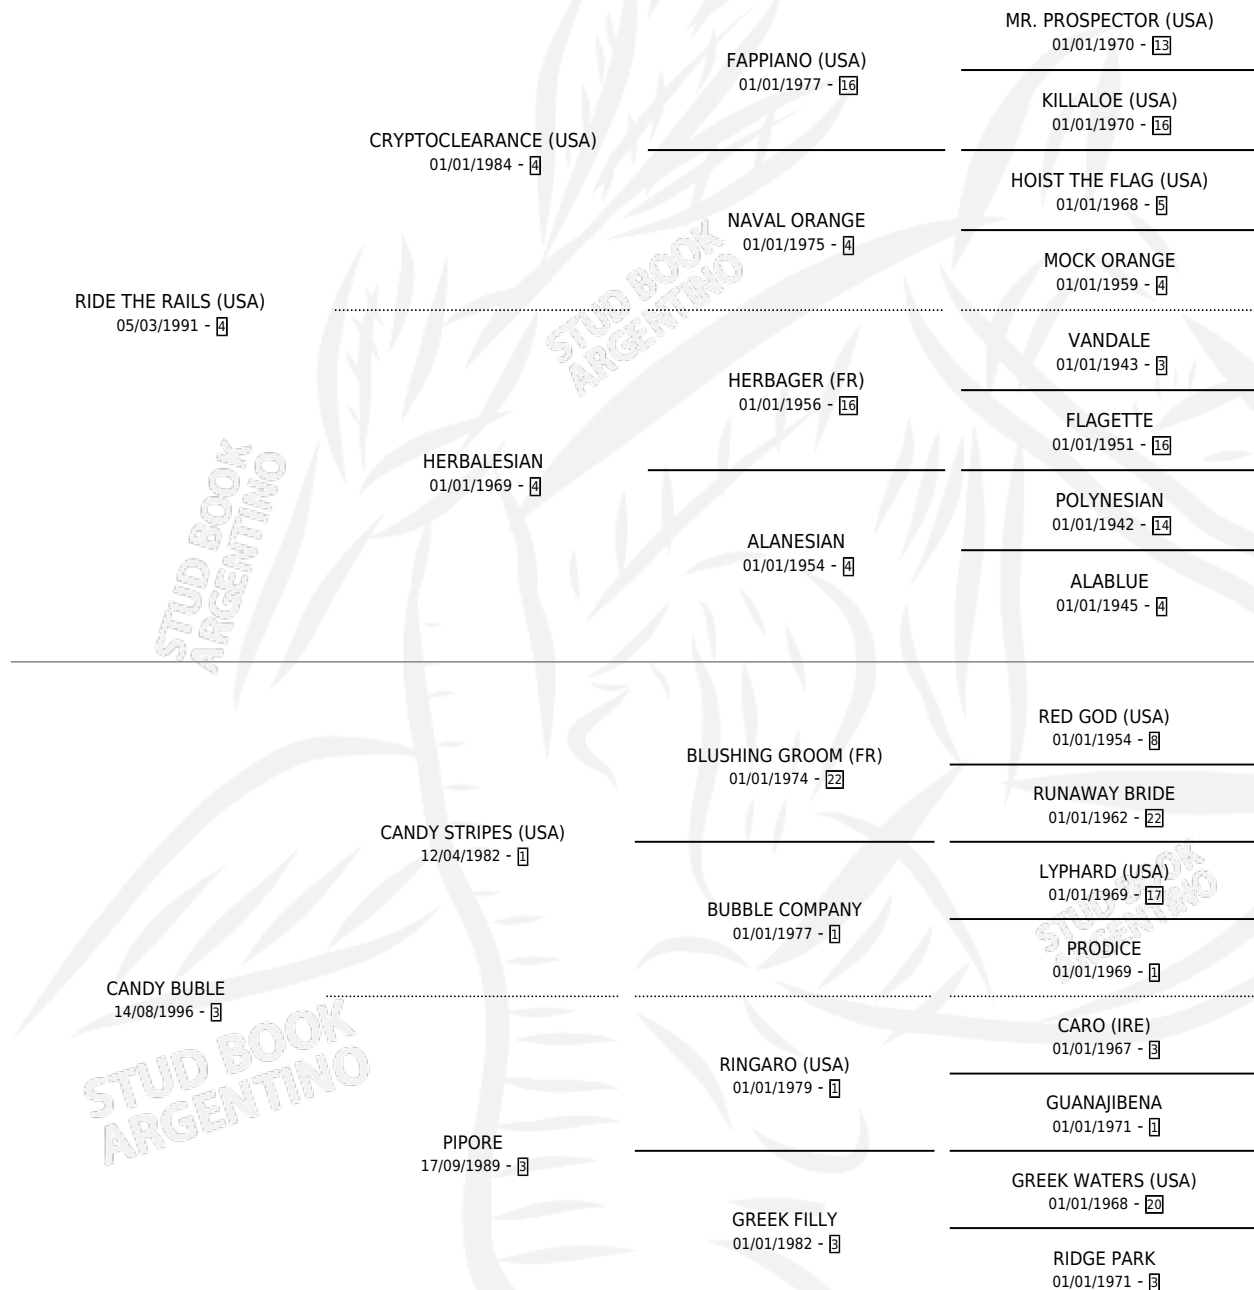 MR. PROSPECTOR (USA)
01/01/1970 - 13
FAPPIANO (USA)
01/01/1977 - 16
KILLALOE (USA)
01/01/1970 - 16
CRYPTOCLEARANCE (USA)
01/01/1984 - 4
HOIST THE FLAG (USA)
01/01/1968 - 5
NAVAL ORANGE
01/01/1975 - 4
MOCK ORANGE
01/01/1959 - 4
STUD BOOK
ARGENTINO
RIDE THE RAILS (USA)
05/03/1991 - 4
VANDALE
01/01/1943 - 3
HERBAGER (FR)
01/01/1956 - 16
FLAGETTE
01/01/1951 - 16
HERBALESIAN
01/01/1969 - 4
POLYNESIAN
01/01/1942 - 14
ALANESIAN
01/01/1954 - 4
ALABLUE
01/01/1945 - 4
STUD BOOK
ARGENTINO
RED GOD (USA)
01/01/1954 - 8
BLUSHING GROOM (FR)
01/01/1974 - 22
RUNAWAY BRIDE
01/01/1962 - 22
CANDY STRIPES (USA)
12/04/1982 - 1
LYPHARD (USA)
01/01/1969 - 17
BUBBLE COMPANY
01/01/1977 - 1
PRODICE
01/01/1969 - 1
STUD BOOK
ARGENTINO
CANDY BUBLE
14/08/1996 - 3
CARO (IRE)
01/01/1967 - 3
RINGARO (USA)
01/01/1979 - 1
GUANAJIBENA
01/01/1971 - 1
PIPORE
17/09/1989 - 3
GREEK WATERS (USA)
01/01/1968 - 20
GREEK FILLY
01/01/1982 - 3
RIDGE PARK
01/01/1971 - 3
STUD BOOK
ARGENTINO